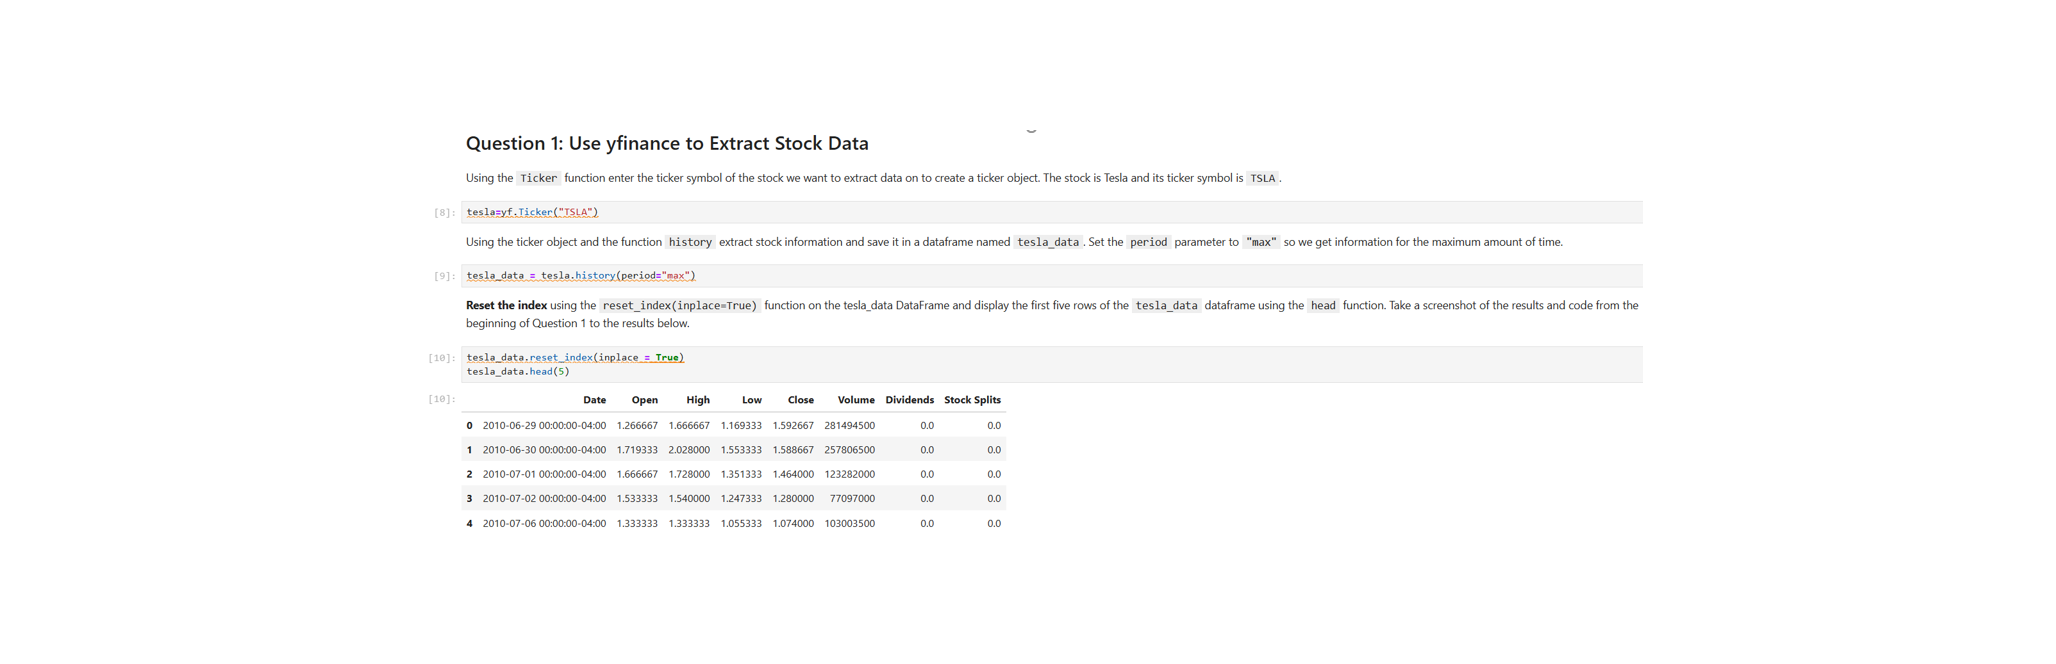 Question 1: Use yfinance to Extract Stock Data
Using the Ticker function enter the ticker symbol of the stock we want to extract data on to create a ticker object. The stock is Tesla and its ticker symbol is TSLA.
[8]: tesla=yf.Ticker("TSLA")
Using the ticker object and the function history extract stock information and save it in a dataframe named tesla_data. Set the period parameter to "max" so we get information for the maximum amount of time.
[9]: tesla_data = tesla.history(period="max")
Reset the index using the reset_index(inplace=True) function on the tesla_data DataFrame and display the first five rows of the tesla_data dataframe using the head function. Take a screenshot of the results and code from the
beginning of Question 1 to the results below.
[10]: tesla_data.reset_index(inplace = True)
tesla_data.head(5)
[10]: Date Open High Low Close Volume Dividends Stock Splits
0 2010-06-29 00:00:00-04:00 1.266667 1.666667 1.169333 1.592667 281494500 0.0 0.0
1 2010-06-30 00:00:00-04:00 1.719333 2.028000 1.553333 1.588667 257806500 0.0 0.0
2 2010-07-01 00:00:00-04:00 1.666667 1.728000 1.351333 1.464000 123282000 0.0 0.0
3 2010-07-02 00:00:00-04:00 1.533333 1.540000 1.247333 1.280000 77097000 0.0 0.0
4 2010-07-06 00:00:00-04:00 1.333333 1.333333 1.055333 1.074000 103003500 0.0 0.0